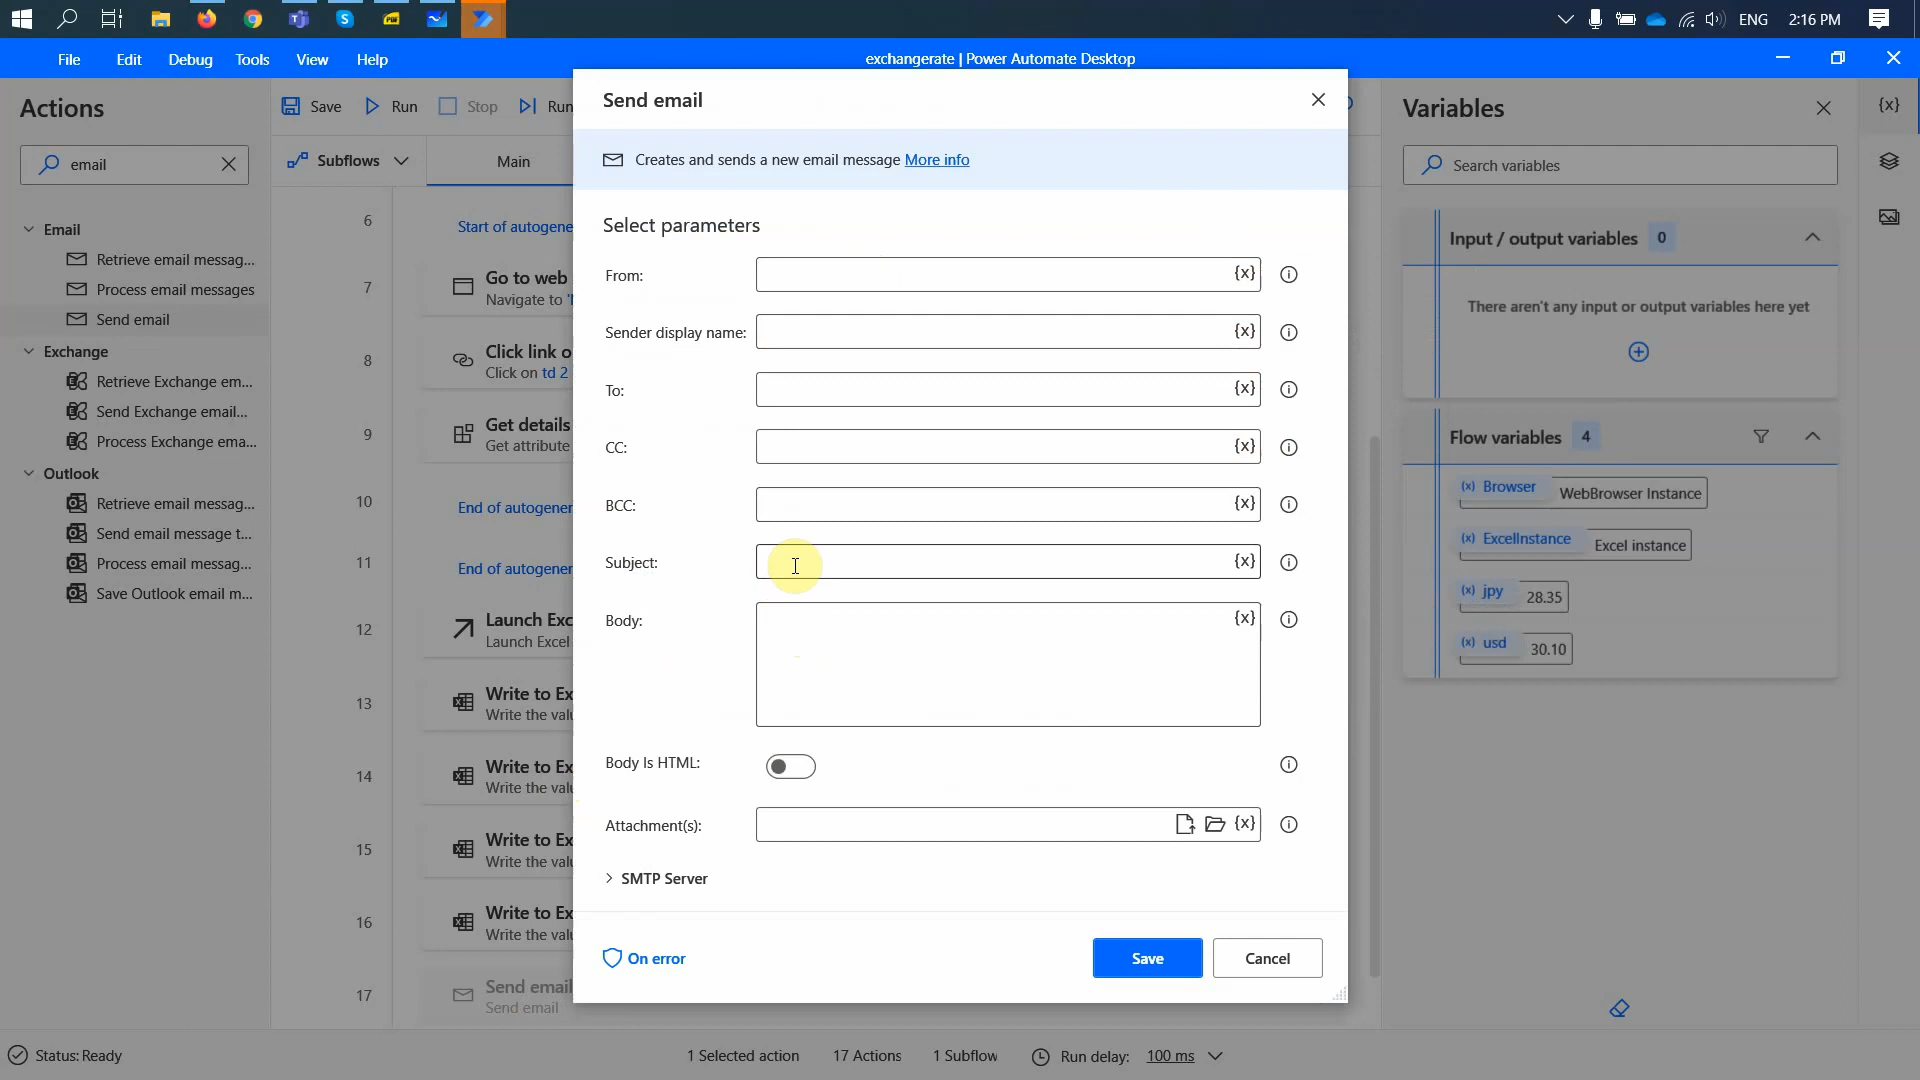 ENG
2:16 PM
File
Edit
Debug
Tools
View
Help
exchangerate | Power Automate Desktop
Actions
email
Email
Retrieve email messag...
Process email messages
Send email
Exchange
Retrieve Exchange em...
Send Exchange email...
Process Exchange ema...
Outlook
Retrieve email messag...
Send email message t...
Process email messag...
Save Outlook email m...
Save
Run
Stop
Run
Subflows
Main
6
Start of autogene
7
Go to web
Navigate to
8
Click link o
Click on td 2
9
Get details
Get attribute
10
End of autogener
11
End of autogener
12
Launch Exc
Launch Excel
13
Write to Ex
Write the valu
14
Write to Ex
Write the valu
15
Write to Ex
Write the valu
16
Write to Ex
Write the valu
17
Send email
Send email
Send email
Creates and sends a new email message More info
Select parameters
From:
{x}
Sender display name:
{x}
To:
{x}
CC:
{x}
BCC:
{x}
Subject:
{x}
Body:
{x}
Body Is HTML:
Attachment(s):
{x}
SMTP Server
On error
Save
Cancel
Variables
{x}
Search variables
Input / output variables 0
There aren't any input or output variables here yet
Flow variables 4
(x) Browser WebBrowser Instance
(x) ExcelInstance Excel instance
(x) jpy 28.35
(x) usd 30.10
Status: Ready
1 Selected action
17 Actions
1 Subflow
Run delay: 100 ms